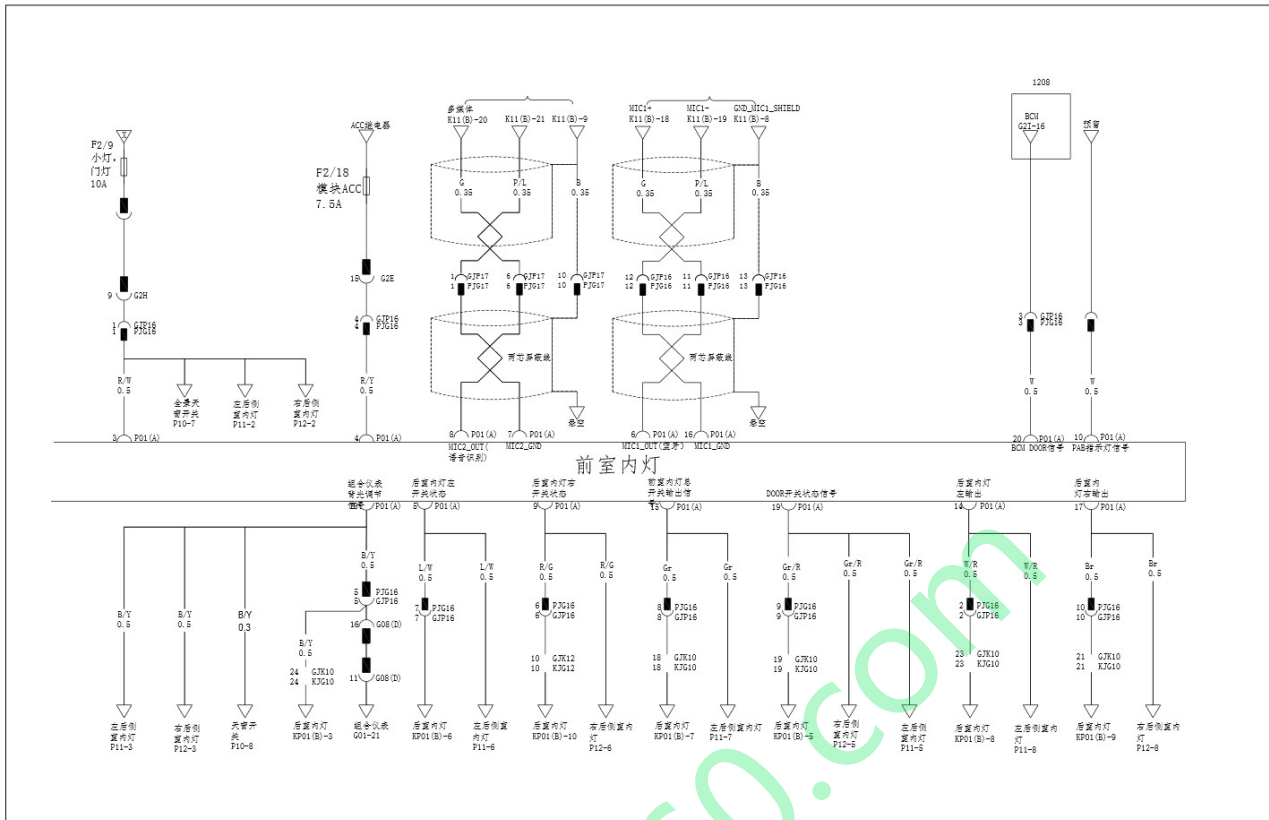 1208
多媒体
K11(B)-20
K11(B)-21
K11(B)-9
MIC1+
K11(B)-18
MIC1-
K11(B)-19
GND_MIC1_SHIELD
K11(B)-8
BCM
G2I-16
预留
ACC继电器
F2/9
小灯,
门灯
10A
F2/18
模块ACC
7.5A
G
0.35
P/L
0.35
B
0.35
G
0.35
P/L
0.35
B
0.35
15 G2E
1 GJP17
1 PJG17
6 GJP17
6 PJG17
10 GJP17
10 PJG17
12 GJP16
12 PJG16
11 GJP16
11 PJG16
13 GJP16
13 PJG16
9 G2H
1 GJP16
1 PJG16
4 GJP16
4 PJG16
3 GJP16
3 PJG16
两芯屏蔽线
两芯屏蔽线
R/W
0.5
全景天
窗开关
P10-7
左后侧
室内灯
P11-2
右后侧
室内灯
P12-2
R/Y
0.5
悬空
悬空
W
0.5
W
0.5
3 P01(A)
4 P01(A)
8 P01(A)
MIC2_OUT(
语音识别)
7 P01(A)
MIC2_GND
6 P01(A)
MIC1_OUT(蓝牙)
16 P01(A)
MIC1_GND
20 P01(A)
BCM DOOR信号
10 P01(A)
PAB指示灯信号
前室内灯
组合仪表
背光调节
信号
P01(A)
后室内灯左
开关状态
5 P01(A)
后室内灯右
开关状态
9 P01(A)
前室内灯总
开关输出信
号
15 P01(A)
DOOR开关状态信号
19 P01(A)
后室内灯
左输出
14 P01(A)
后室内
灯右输出
17 P01(A)
B/Y
0.5
B/Y
0.5
B/Y
0.3
B/Y
0.5
B/Y
0.5
L/W
0.5
L/W
0.5
R/G
0.5
R/G
0.5
Gr
0.5
Gr
0.5
Gr/R
0.5
Gr/R
0.5
Gr/R
0.5
W/R
0.5
W/R
0.5
Br
0.5
Br
0.5
5 PJG16
5 GJP16
7 PJG16
7 GJP16
6 PJG16
6 GJP16
8 PJG16
8 GJP16
9 PJG16
9 GJP16
2 PJG16
2 GJP16
10 PJG16
10 GJP16
16 G08(D)
11 G08(D)
24 GJK10
24 KJG10
10 GJK12
10 KJG12
18 GJK10
18 KJG10
19 GJK10
19 KJG10
23 GJK10
23 KJG10
21 GJK10
21 KJG10
左后侧
室内灯
P11-3
右后侧
室内灯
P12-3
天窗开
关
P10-8
后室内灯
KP01(B)-3
组合仪表
G01-21
后室内灯
KP01(B)-6
左后侧室
内灯
P11-6
后室内灯
KP01(B)-10
右后侧室内
灯
P12-6
后室内灯
KP01(B)-7
左后侧室内灯
P11-7
后室内灯
KP01(B)-5
右后侧
室内灯
P12-5
左后侧
室内灯
P11-5
后室内灯
KP01(B)-8
左后侧室内
灯
P11-8
后室内灯
KP01(B)-9
右后侧室内
灯
P12-8
60.com